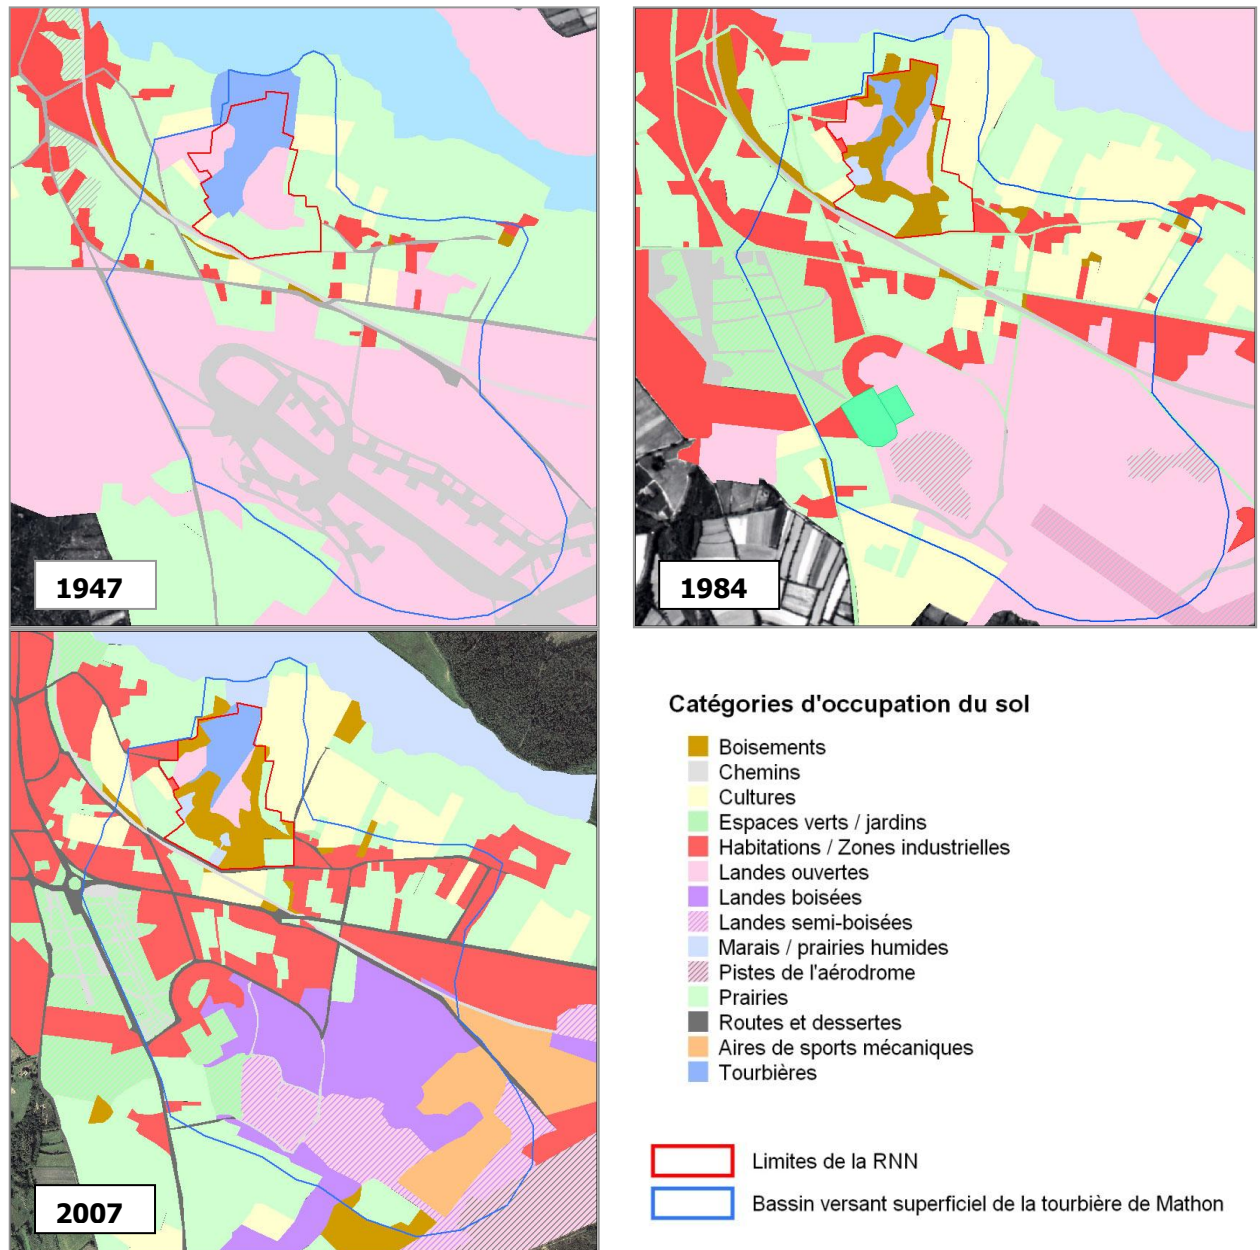 1947
1984
2007
Catégories d'occupation du sol
Boisements
Chemins
Cultures
Espaces verts / jardins
Habitations / Zones industrielles
Landes ouvertes
Landes boisées
Landes semi-boisées
Marais / prairies humides
Pistes de l'aérodrome
Prairies
Routes et dessertes
Aires de sports mécaniques
Tourbières
Limites de la RNN
Bassin versant superficiel de la tourbière de Mathon